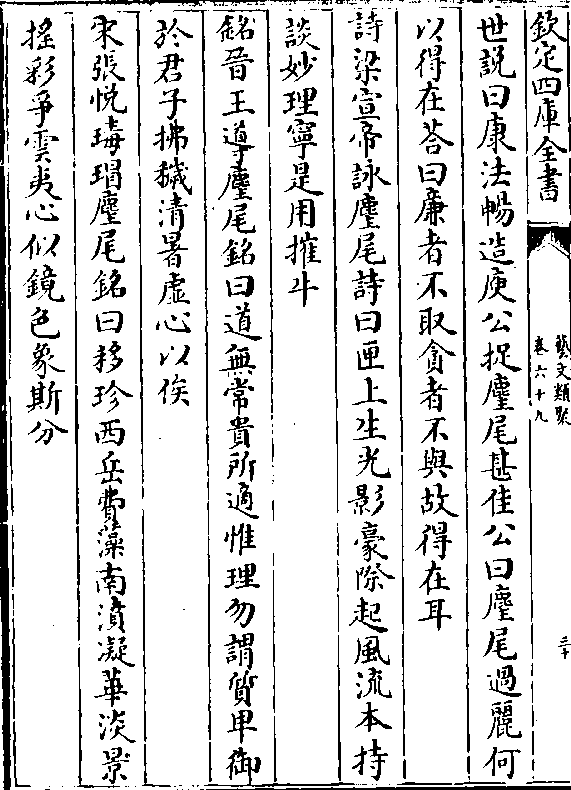 欽定四庫全書
藝文類聚
卷六十九
三十
世說曰康法暢造庾公捉麈尾甚佳公曰麈尾過麗何
以得在荅曰廉者不取貪者不與故得在耳
詩梁宣帝詠麈尾詩曰匣上生光影豪際起風流本持
談妙理寧是用摧牛
銘晉王導麈尾銘曰道無常貴所適惟理勿謂質卑御
於君子拂穢清暑虛心以俟
宋張悅瑇瑁麈尾銘曰移珍西岳費藻南濱凝華淡景
搖彩爭雲夷心似鏡色象斯分